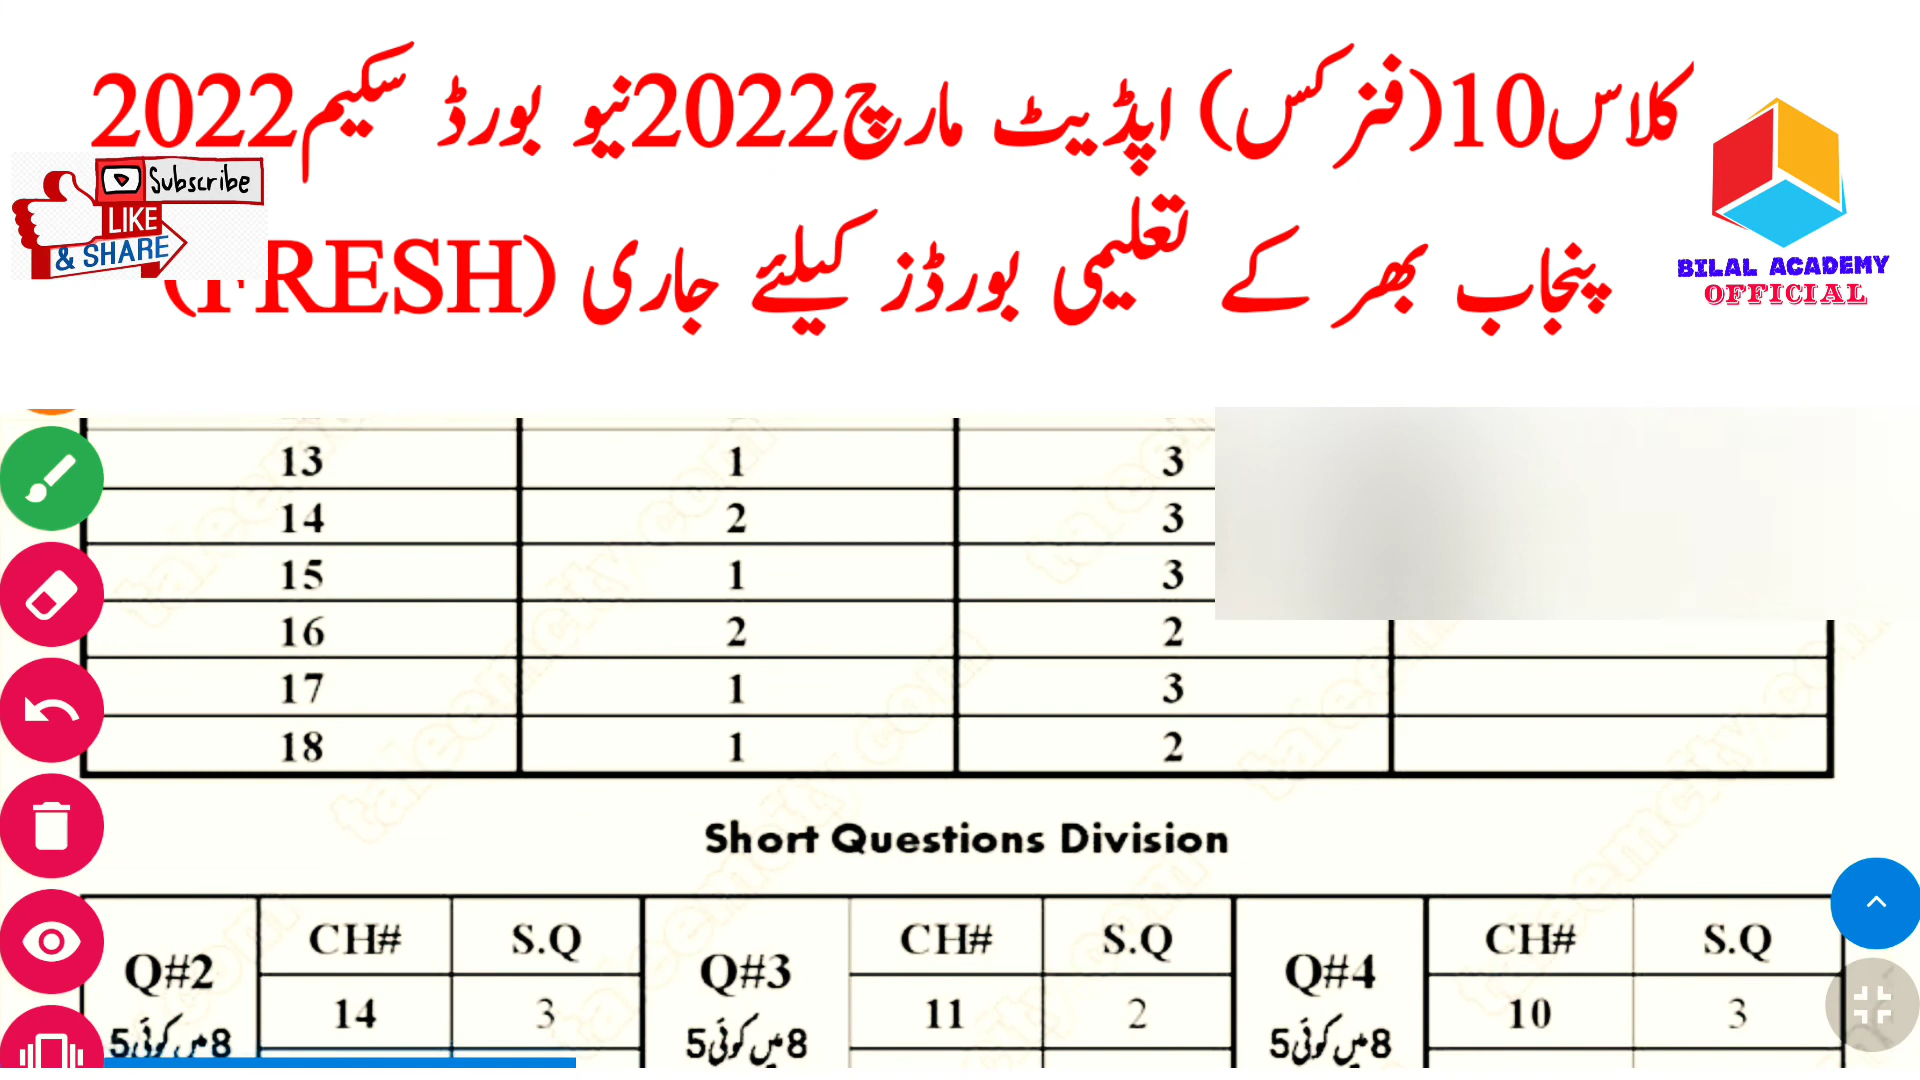 کلاس10(فزکس) اپڈیٹ مارچ2022نیو بورڈ سکیم2022
پنجاب بھر کے تعلیمی بورڈز کیلئے جاری (FRESH)
Subscribe
LIKE
& SHARE
BILAL ACADEMY
OFFICIAL
13 1 3
14 2 3
15 1 3
16 2 2
17 1 3
18 1 2
Short Questions Division
Q#2 CH# S.Q Q#3 CH# S.Q Q#4 CH# S.Q
14 3 11 2 10 3
8میں کوئی5 8میں کوئی5 8میں کوئی5
taleemcity.com